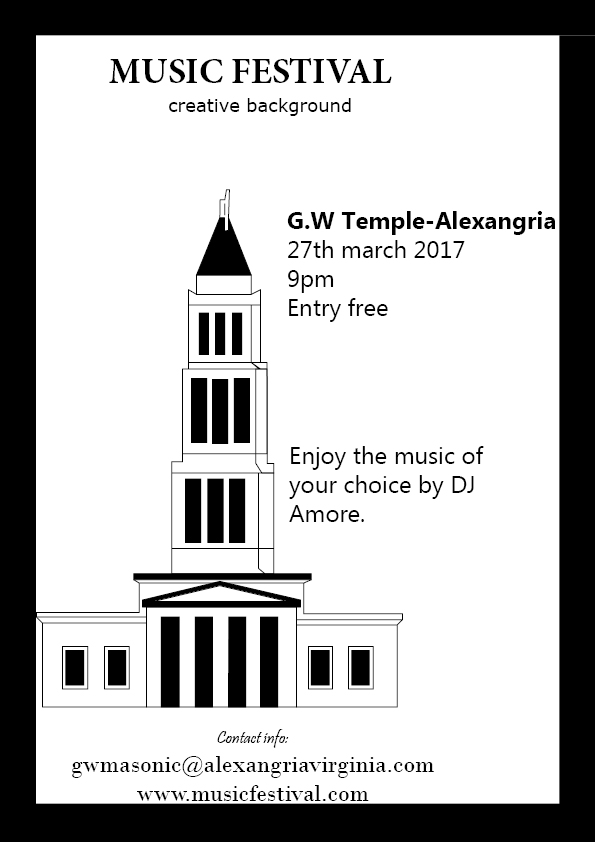 MUSIC FESTIVAL
creative background
G.W Temple-Alexangria
27th march 2017
9pm
Entry free
Enjoy the music of
your choice by DJ
Amore.
Contact info:
gwmasonic@alexangriavirginia.com
www.musicfestival.com